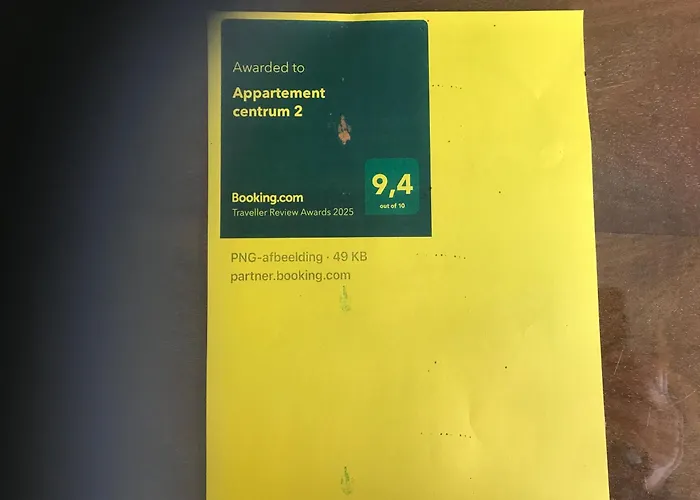 Awarded to
Appartement
centrum 2
9,4
out of 10
Booking.com
Traveller Review Awards 2025
PNG-afbeelding · 49 KB
partner.booking.com